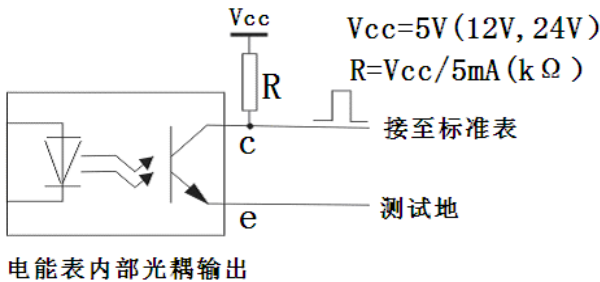 Vcc
Vcc=5V(12V,24V)
R
R=Vcc/5mA(kΩ)
c
接至标准表
e
测试地
电能表内部光耦输出